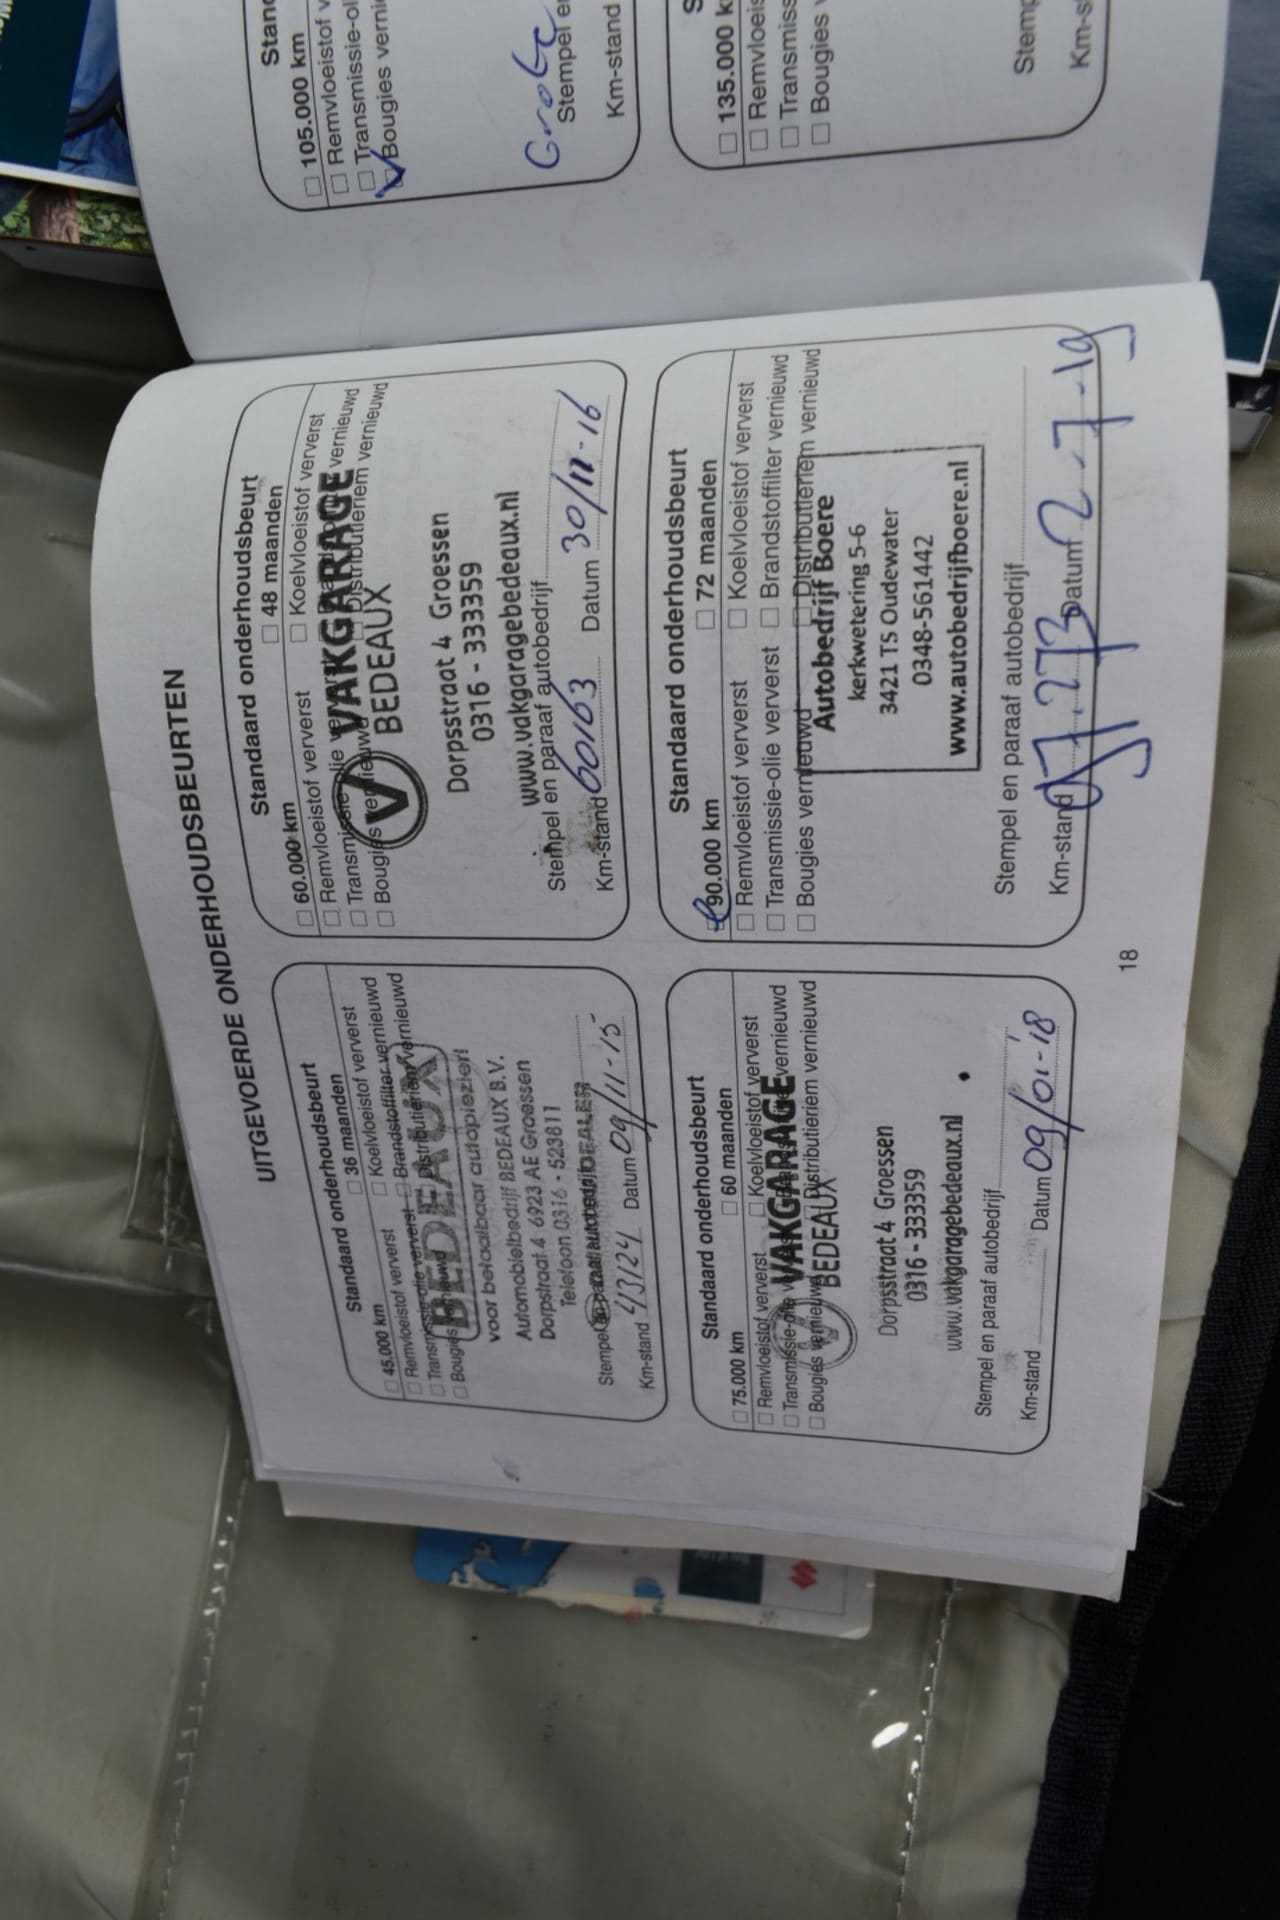 UITGEVOERDE ONDERHOUDSBEURTEN
Standaard onderhoudsbeurt
☐ 45.000 km ☐ 36 maanden
☐ Remvloeistof ververst ☐ Koelvloeistof ververst
☐ Transmissie-olie ververst ☐ Brandstoffilter vernieuwd
☐ Bougies vernieuwd ☐ Distributieriem vernieuwd
BEDEAUX
voor betaalbaar autoplezier!
Automobielbedrijf BEDEAUX B.V.
Dorpstraat 4 6923 AE Groessen
Telefoon 0316 - 523811
Stempel en paraaf autobedrijf DEALER
Km-stand 43124 Datum 09/11-15
Standaard onderhoudsbeurt
☐ 60.000 km ☐ 48 maanden
☐ Remvloeistof ververst ☐ Koelvloeistof ververst
☐ Transmissie-olie ververst vernieuwd
☐ Bougies vernieuwd ☐ Distributieriem vernieuwd
VAKGARAGE
BEDEAUX
Dorpsstraat 4 Groessen
0316 - 333359
www.vakgaragebedeaux.nl
Stempel en paraaf autobedrijf
Km-stand 60163 Datum 30/11-16
Standaard onderhoudsbeurt
☐ 75.000 km ☐ 60 maanden
☐ Remvloeistof ververst ☐ Koelvloeistof ververst
☐ Transmissie-olie vernieuwd
☐ Bougies vernieuwd ☐ Distributieriem vernieuwd
VAKGARAGE
BEDEAUX
Dorpsstraat 4 Groessen
0316 - 333359
www.vakgaragebedeaux.nl
Stempel en paraaf autobedrijf
Km-stand Datum 09/01-'18
Standaard onderhoudsbeurt
90.000 km ☐ 72 maanden
☐ Remvloeistof ververst ☐ Koelvloeistof ververst
☐ Transmissie-olie ververst ☐ Brandstoffilter vernieuwd
☐ Bougies vernieuwd ☐ Distributieriem vernieuwd
Autobedrijf Boere
kerkwetering 5-6
3421 TS Oudewater
0348-561442
www.autobedrijfboere.nl
Stempel en paraaf autobedrijf
Km-stand Datum 2-7-19
18
Stand
☐ 105.000 km
☐ Remvloeistof v
☐ Transmissie-oli
Bougies verni
Grote
Stempel e
Km-stand
S
☐ 135.000 k
☐ Remvloeis
☐ Transmiss
☐ Bougies v
Stemp
Km-s